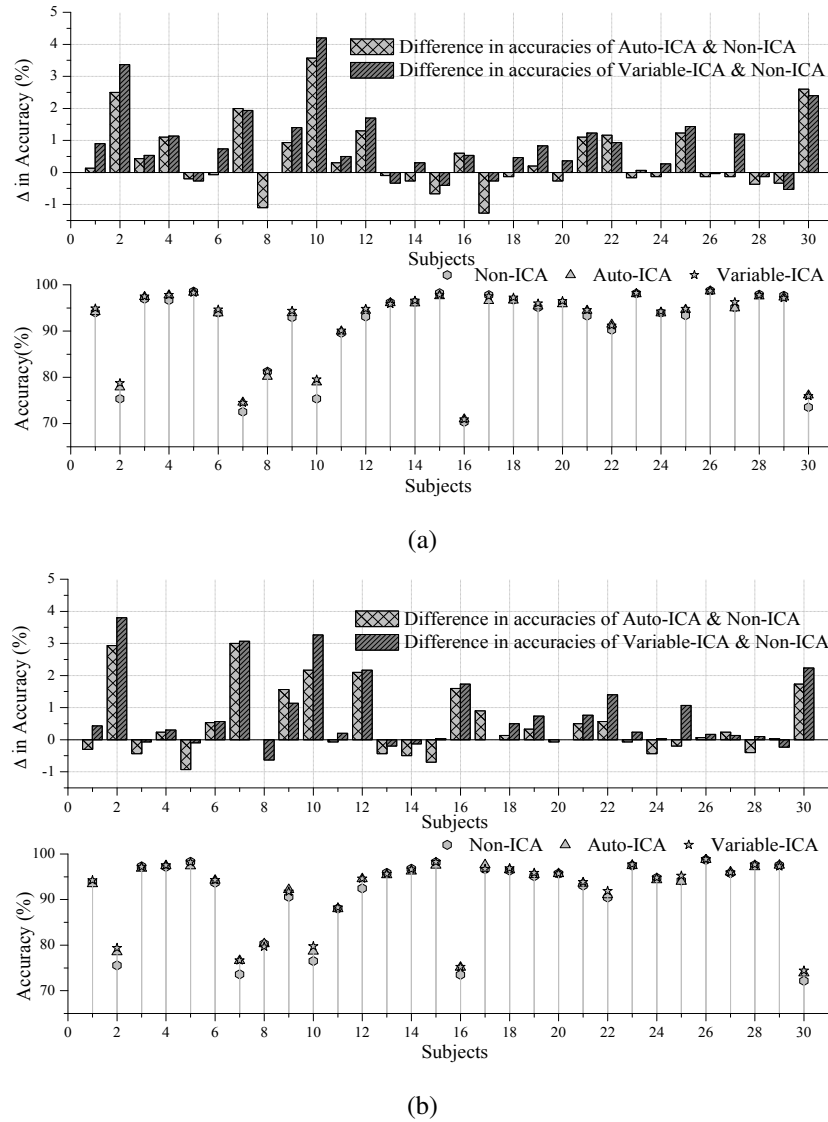 5
4
3
2
1
0
-1
Δ in Accuracy (%)
Difference in accuracies of Auto-ICA & Non-ICA
Difference in accuracies of Variable-ICA & Non-ICA
0 2 4 6 8 10 12 14 16 18 20 22 24 26 28 30
Subjects
Non-ICA Auto-ICA Variable-ICA
100
90
80
70
Accuracy(%)
0 2 4 6 8 10 12 14 16 18 20 22 24 26 28 30
Subjects
(a)
5
4
3
2
1
0
-1
Δ in Accuracy (%)
Difference in accuracies of Auto-ICA & Non-ICA
Difference in accuracies of Variable-ICA & Non-ICA
0 2 4 6 8 10 12 14 16 18 20 22 24 26 28 30
Subjects
Non-ICA Auto-ICA Variable-ICA
100
90
80
70
Accuracy (%)
0 2 4 6 8 10 12 14 16 18 20 22 24 26 28 30
Subjects
(b)